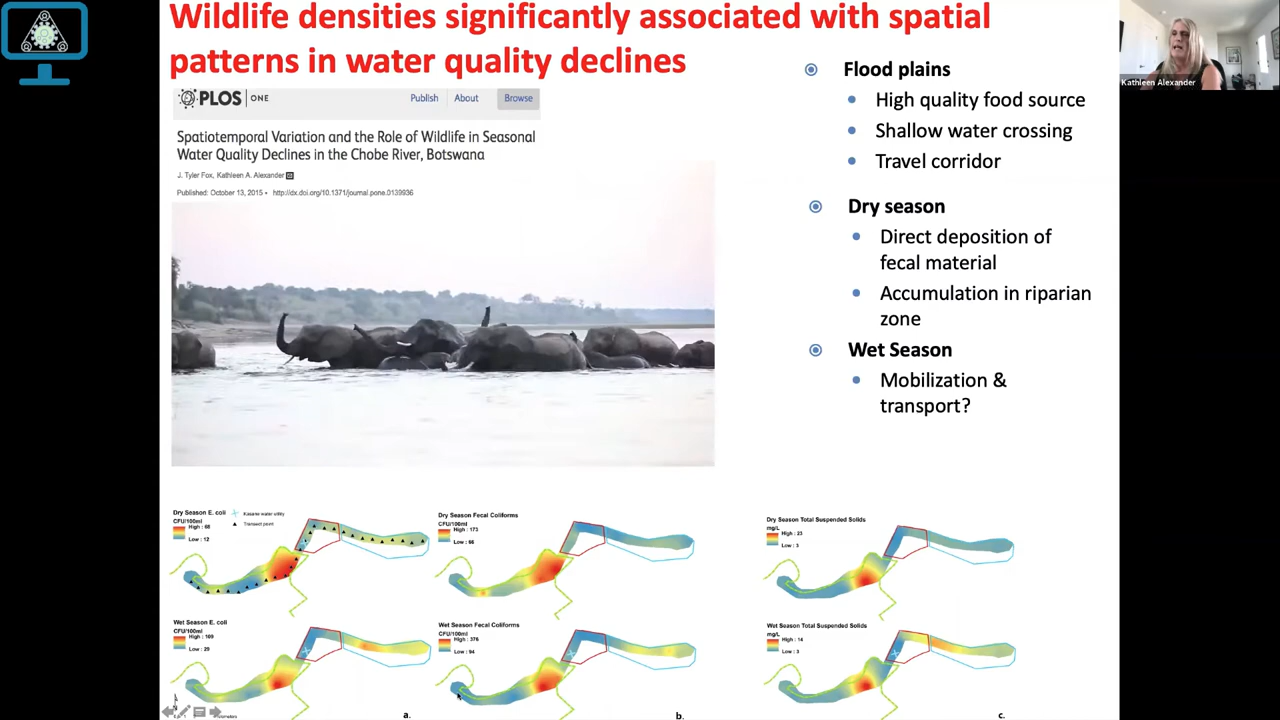 Wildlife densities significantly associated with spatial
patterns in water quality declines
PLOS | ONE
Publish
About
Browse
Spatiotemporal Variation and the Role of Wildlife in Seasonal
Water Quality Declines in the Chobe River, Botswana
J. Tyler Fox, Kathleen A. Alexander
Published: October 13, 2015 • http://dx.doi.org/10.1371/journal.pone.0139936
Flood plains
High quality food source
Shallow water crossing
Travel corridor
Dry season
Direct deposition of
fecal material
Accumulation in riparian
zone
Wet Season
Mobilization &
transport?
Kathleen Alexander
Dry Season E. coli
CFU/100ml
High : 68
Low : 12
Kasane water utility
Transect point
Dry Season Fecal Coliforms
CFU/100ml
High : 173
Low : 66
Dry Season Total Suspended Solids
mg/L
High : 23
Low : 3
Wet Season E. coli
CFU/100ml
High : 109
Low : 29
a.
Wet Season Fecal Coliforms
CFU/100ml
High : 376
Low : 94
b.
Wet Season Total Suspended Solids
mg/L
High : 14
Low : 3
c.